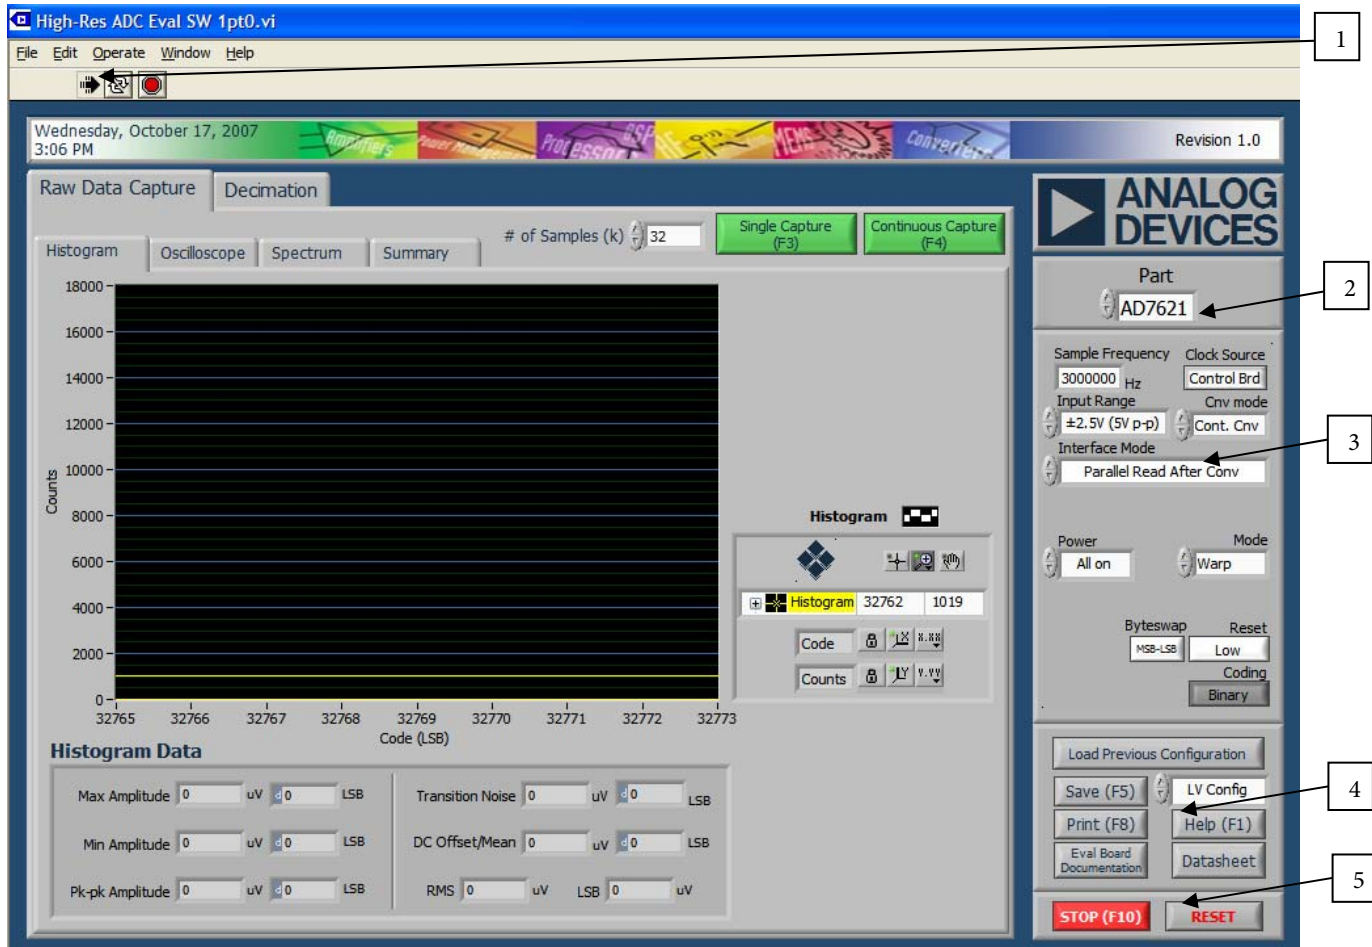 High-Res ADC Eval SW 1pt0.vi
1
File Edit Operate Window Help
Wednesday, October 17, 2007
3:06 PM
Amplifiers Power Management Processors DSP RF MEMS Converters
Revision 1.0
Raw Data Capture Decimation
ANALOG
DEVICES
# of Samples (k) 32
Single Capture
(F3)
Continuous Capture
(F4)
Histogram Oscilloscope Spectrum Summary
Part
AD7621
2
Sample Frequency Clock Source
3000000 Hz Control Brd
Input Range Cnv mode
±2.5V (5V p-p) Cont. Cnv
Interface Mode
Parallel Read After Conv
3
Power Mode
All on Warp
Byteswap Reset
MSB-LSB Low
Coding
Binary
18000
16000
14000
12000
10000
8000
6000
4000
2000
0
Counts
32765 32766 32767 32768 32769 32770 32771 32772 32773
Code (LSB)
Histogram
Histogram 32762 1019
Code X X.XX
Counts Y Y.YY
Histogram Data
Max Amplitude 0 uV d 0 LSB Transition Noise 0 uV d 0 LSB
Min Amplitude 0 uV d 0 LSB DC Offset/Mean 0 uV d 0 LSB
Pk-pk Amplitude 0 uV d 0 LSB RMS 0 uV LSB 0 uV
Load Previous Configuration
Save (F5) LV Config
4
Print (F8) Help (F1)
Eval Board
Documentation
Datasheet
5
STOP (F10) RESET